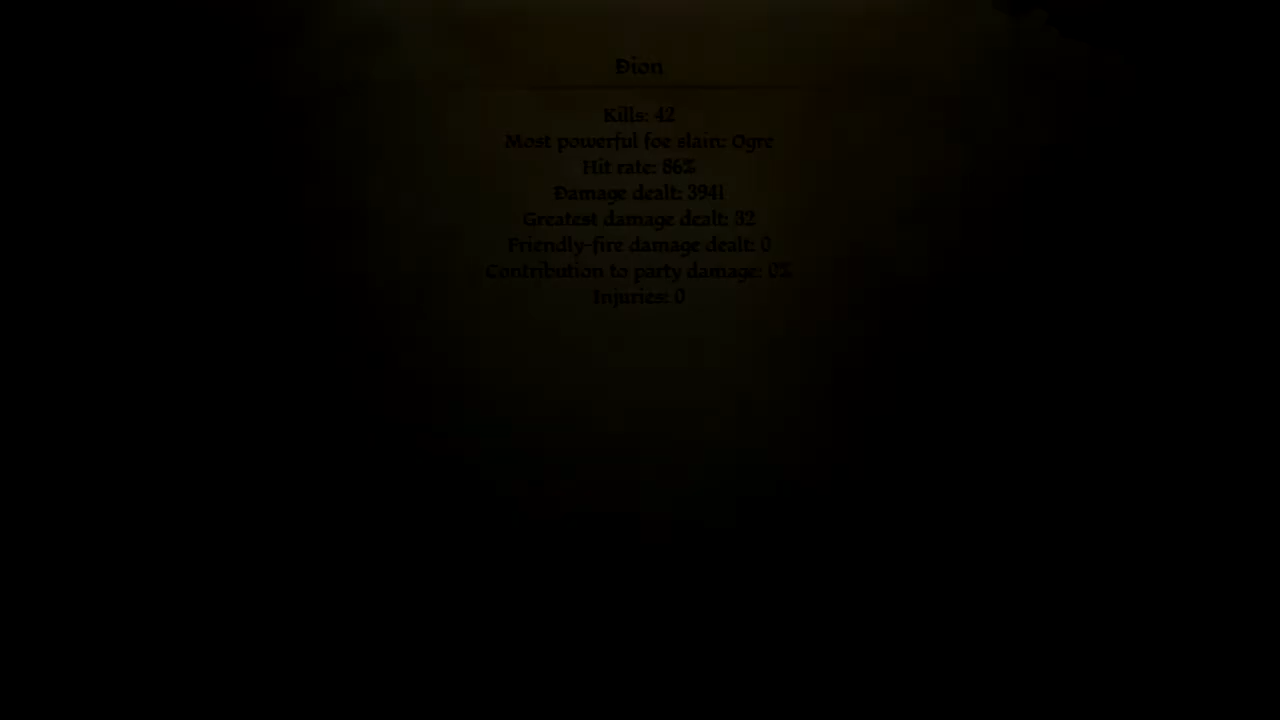 Dion
Kills: 42
Most powerful foe slain: Ogre
Hit rate: 86%
Damage dealt: 3941
Greatest damage dealt: 82
Friendly-fire damage dealt: 0
Contribution to party damage: 0%
Injuries: 0